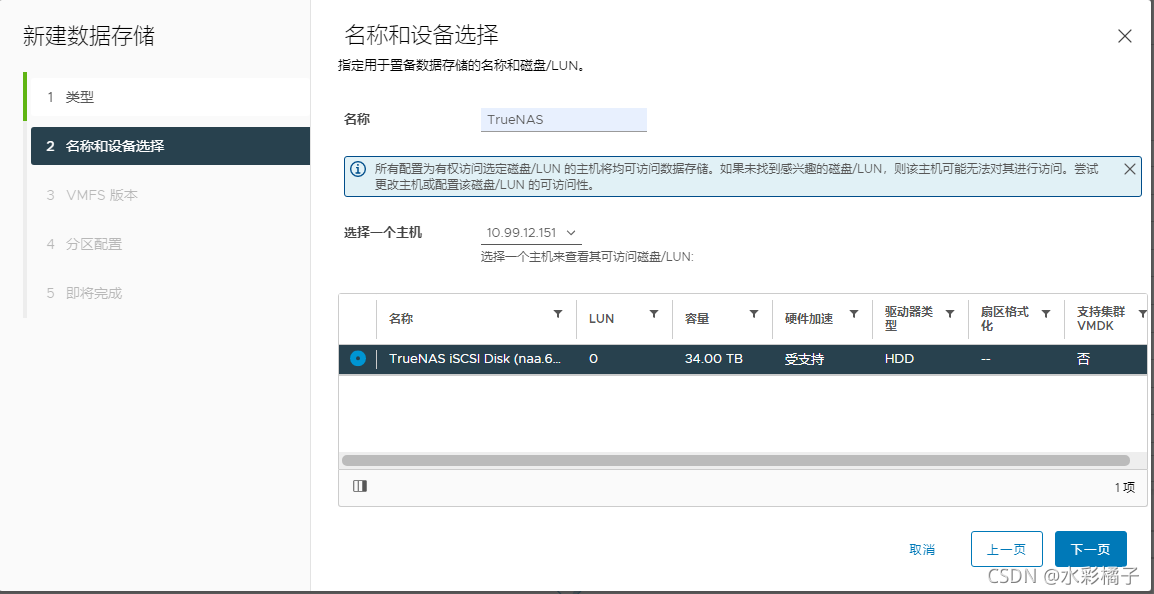 新建数据存储
1 类型
2 名称和设备选择
3 VMFS 版本
4 分区配置
5 即将完成
名称和设备选择
指定用于置备数据存储的名称和磁盘/LUN。
名称 TrueNAS
所有配置为有权访问选定磁盘/LUN 的主机将均可访问数据存储。如果未找到感兴趣的磁盘/LUN，则该主机可能无法对其进行访问。尝试
更改主机或配置该磁盘/LUN 的可访问性。
选择一个主机 10.99.12.151
选择一个主机来查看其可访问磁盘/LUN:
名称 LUN 容量 硬件加速 驱动器类型 扇区格式化 支持集群 VMDK
TrueNAS iSCSI Disk (naa.6... 0 34.00 TB 受支持 HDD -- 否
1 项
取消 上一页 下一页
CSDN @水彩橘子